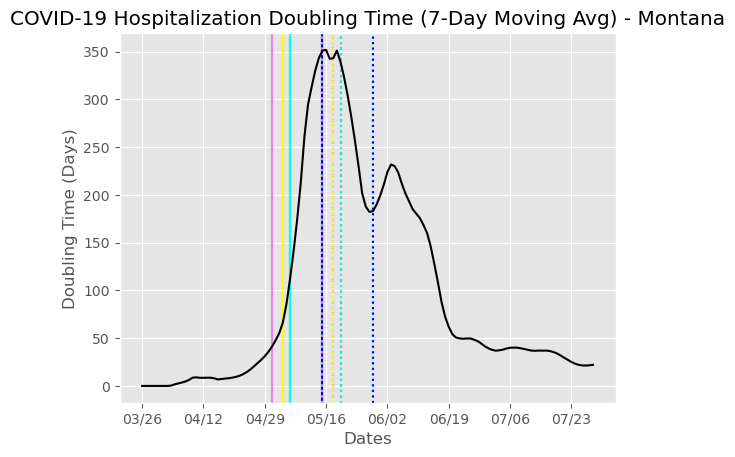 COVID-19 Hospitalization Doubling Time (7-Day Moving Avg) - Montana
Doubling Time (Days)
350
300
250
200
150
100
50
0
03/26 04/12 04/29 05/16 06/02 06/19 07/06 07/23
Dates